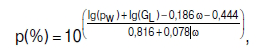 p(%) = 10^((lg(p_W) + lg(G_L) – 0,186 ω – 0,444) / (0,816 + 0,078|ω)),